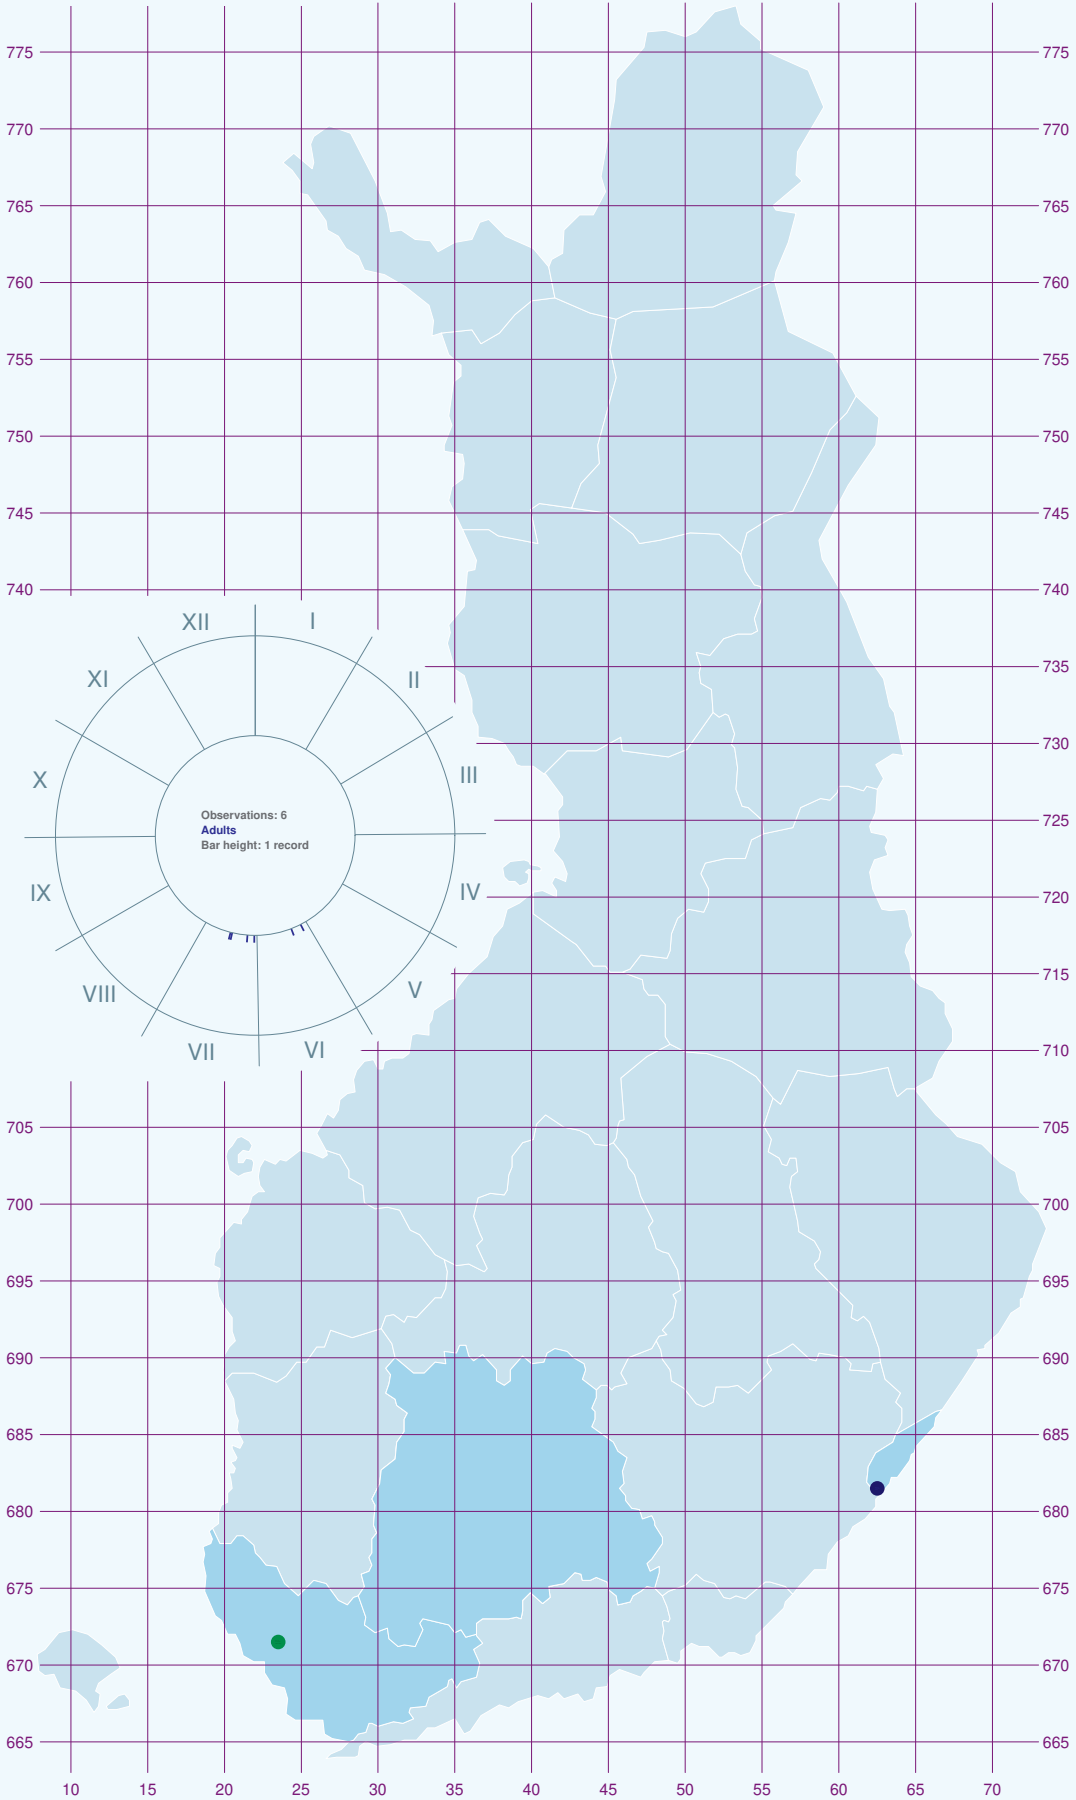 775 775
770 770
765 765
760 760
755 755
750 750
745 745
740 740
XII I
735
XI II
730
X III
Observations: 6
Adults
Bar height: 1 record
725
IX IV
720
VIII V
715
VII VI
710
705 705
700 700
695 695
690 690
685 685
680 680
675 675
670 670
665 665
10 15 20 25 30 35 40 45 50 55 60 65 70